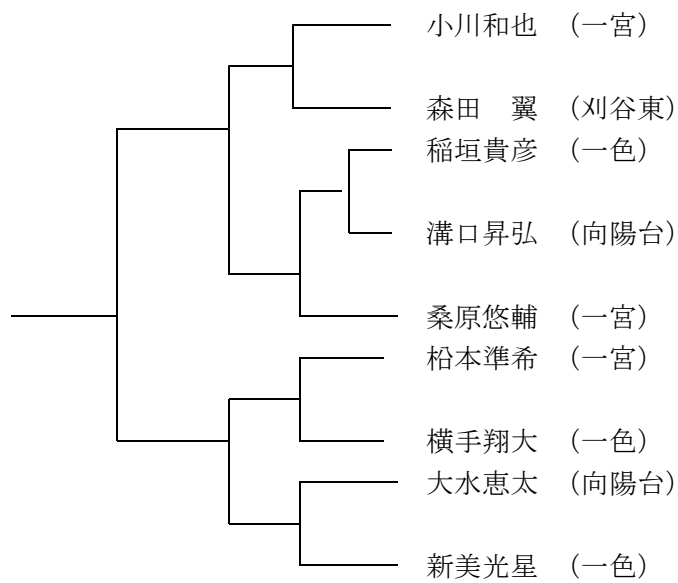 小川和也　（一宮）
森田　翼　（刈谷東）
稲垣貴彦　（一色）
溝口昇弘　（向陽台）
桑原悠輔　（一宮）
枩本準希　（一宮）
横手翔大　（一色）
大水恵太　（向陽台）
新美光星　（一色）